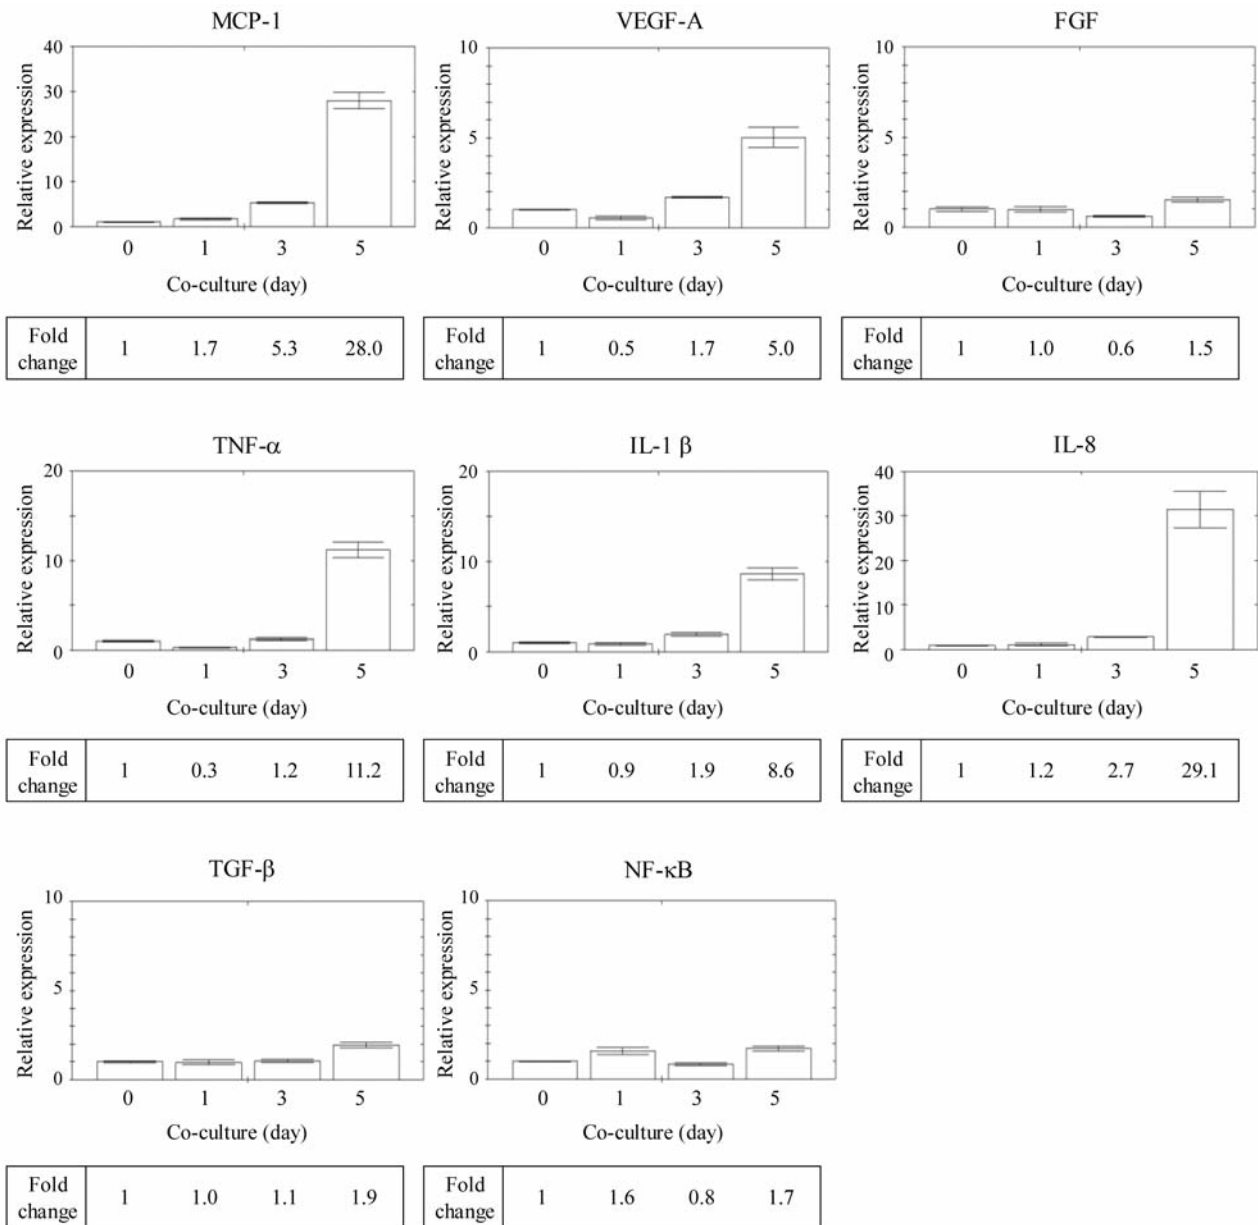 MCP-1
Relative expression
40
30
20
10
0
0 1 3 5
Co-culture (day)
Fold change 1 1.7 5.3 28.0
VEGF-A
Relative expression
10
5
0
0 1 3 5
Co-culture (day)
Fold change 1 0.5 1.7 5.0
FGF
Relative expression
10
5
0
0 1 3 5
Co-culture (day)
Fold change 1 1.0 0.6 1.5
TNF-α
Relative expression
20
10
0
0 1 3 5
Co-culture (day)
Fold change 1 0.3 1.2 11.2
IL-1 β
Relative expression
20
10
0
0 1 3 5
Co-culture (day)
Fold change 1 0.9 1.9 8.6
IL-8
Relative expression
40
30
20
10
0
0 1 3 5
Co-culture (day)
Fold change 1 1.2 2.7 29.1
TGF-β
Relative expression
10
5
0
0 1 3 5
Co-culture (day)
Fold change 1 1.0 1.1 1.9
NF-κB
Relative expression
10
5
0
0 1 3 5
Co-culture (day)
Fold change 1 1.6 0.8 1.7